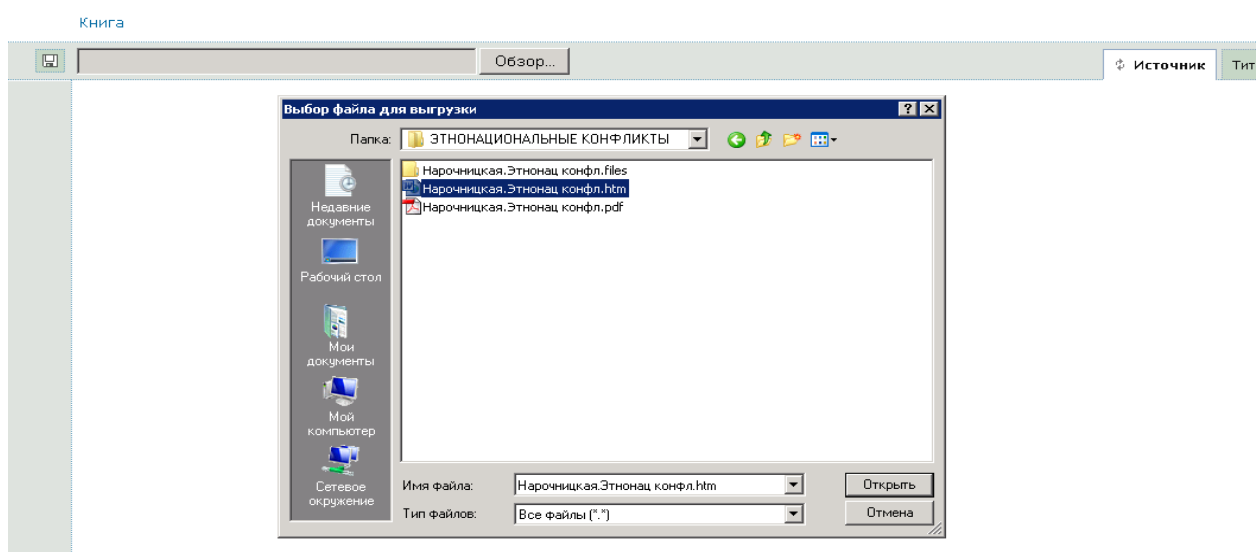 Книга
Обзор...
Источник
Тит
Выбор файла для выгрузки
Папка:
ЭТНОНАЦИОНАЛЬНЫЕ КОНФЛИКТЫ
Нарочницкая.Этнонац конфл.files
Нарочницкая.Этнонац конфл.htm
Нарочницкая.Этнонац конфл.pdf
Недавние
документы
Рабочий стол
Мои
документы
Мой
компьютер
Сетевое
окружение
Имя файла:
Нарочницкая.Этнонац конфл.htm
Открыть
Тип файлов:
Все файлы (*.*)
Отмена